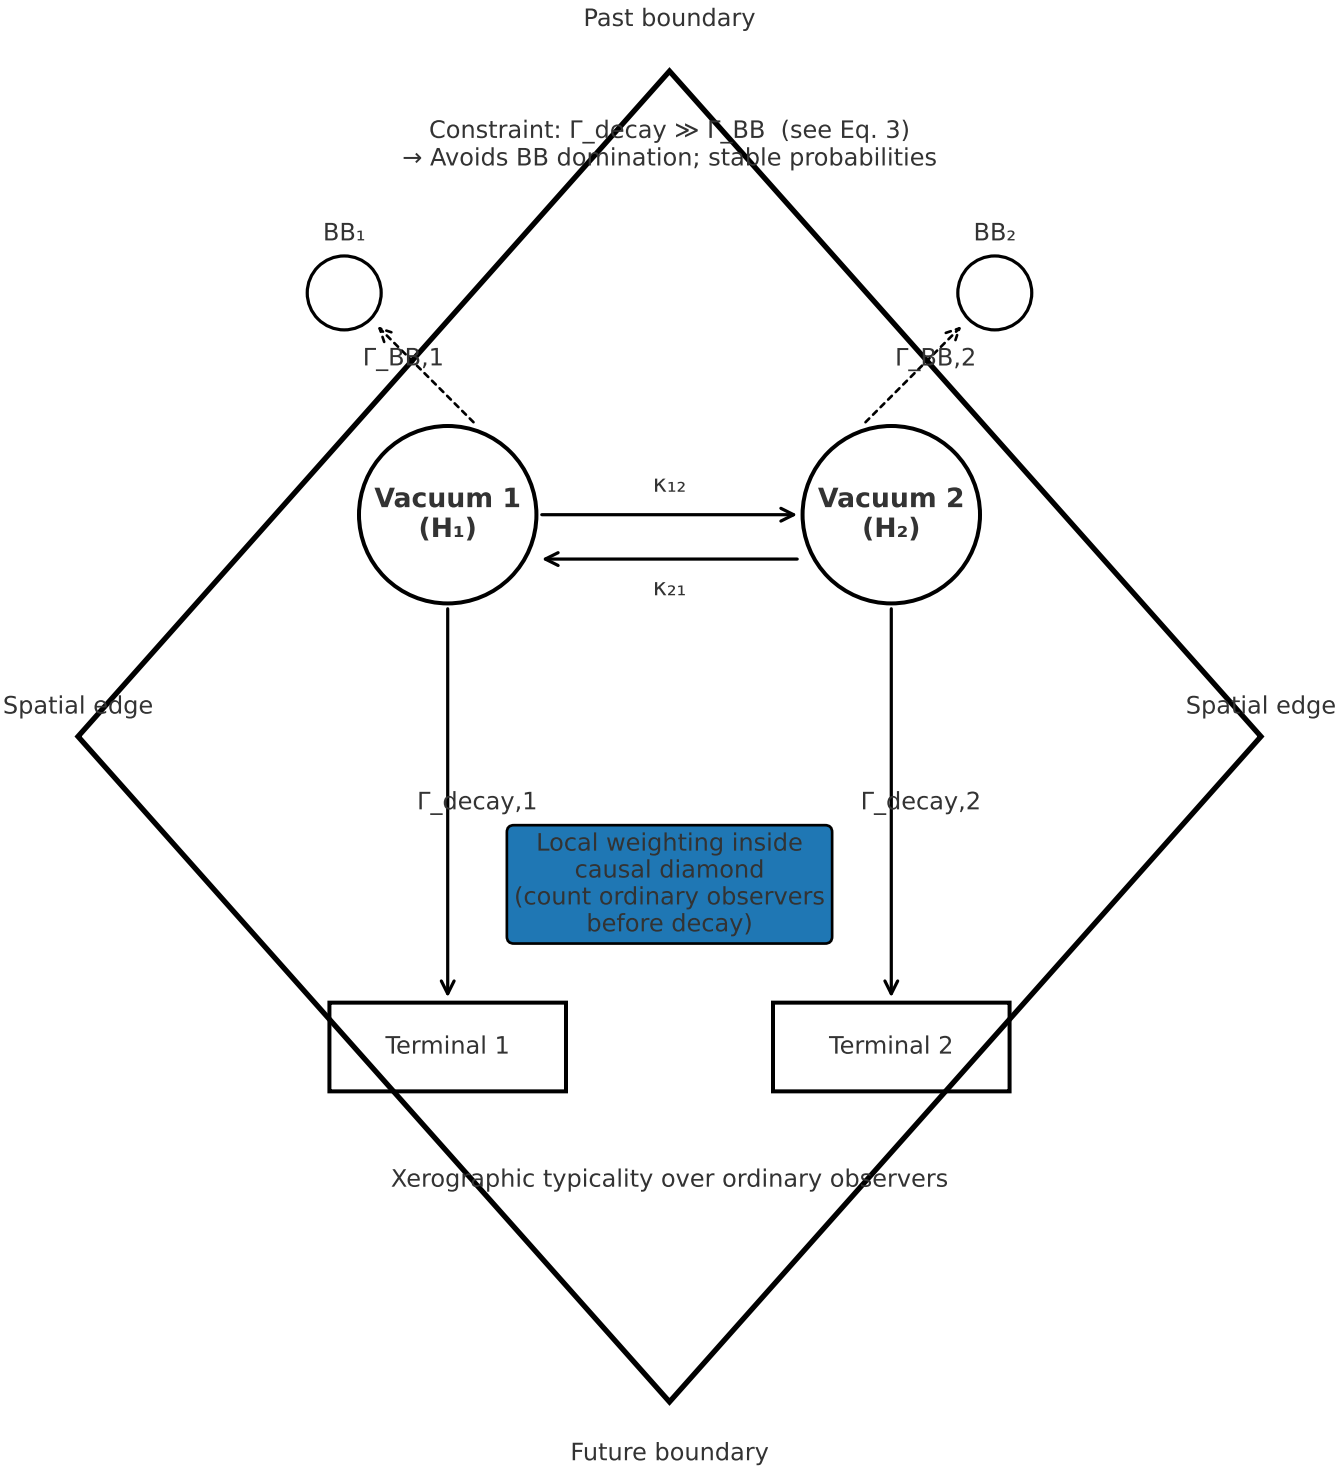 Past boundary
Constraint: Γ_decay ≫ Γ_BB  (see Eq. 3)
→ Avoids BB domination; stable probabilities
BB₁
BB₂
Γ_BB,1
Γ_BB,2
Vacuum 1
(H₁)
κ₁₂
Vacuum 2
(H₂)
κ₂₁
Spatial edge
Spatial edge
Γ_decay,1
Γ_decay,2
Local weighting inside
causal diamond
(count ordinary observers
before decay)
Terminal 1
Terminal 2
Xerographic typicality over ordinary observers
Future boundary